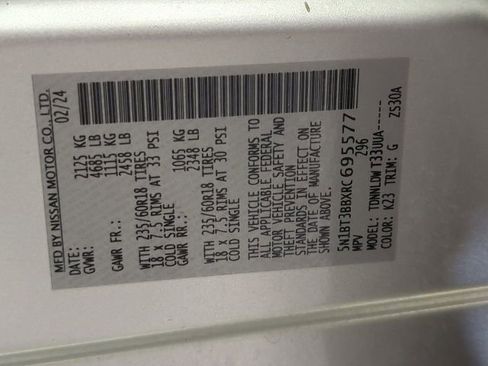 MFD. BY NISSAN MOTOR CO., LTD.
DATE: 02/24
GVWR: 2125 KG
4685 LB
GAWR FR.: 1115 KG
2458 LB
WITH 235/60R18 TIRES
18 X 7.5 RIMS AT 33 PSI
COLD SINGLE
GAWR RR.: 1065 KG
2348 LB
WITH 235/60R18 TIRES
18 X 7.5 RIMS AT 30 PSI
COLD SINGLE
THIS VEHICLE CONFORMS TO
ALL APPLICABLE FEDERAL
MOTOR VEHICLE SAFETY AND
THEFT PREVENTION
STANDARDS IN EFFECT ON
THE DATE OF MANUFACTURE
SHOWN ABOVE.
5N1BT3BBXRC695577
MPV Z96
MODEL: TDNNLDW T33UUA-----
COLOR: K23 TRIM: G ZS30A